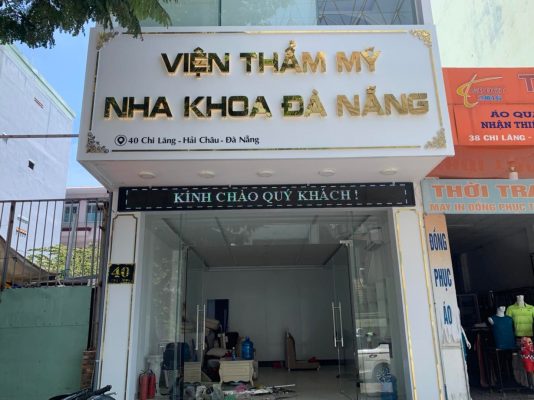 VIỆN THẨM MỸ
NHA KHOA ĐÀ NẴNG
40 Chi Lăng - Hải Châu - Đà Nẵng
KÍNH CHÀO QUÝ KHÁCH !
40
ÁO QU
NHẬN THI
38 CHI LĂNG -
THỜI TRA
MAY IN ĐỒNG PHỤC T
ĐỒNG
PHỤC
ÁO